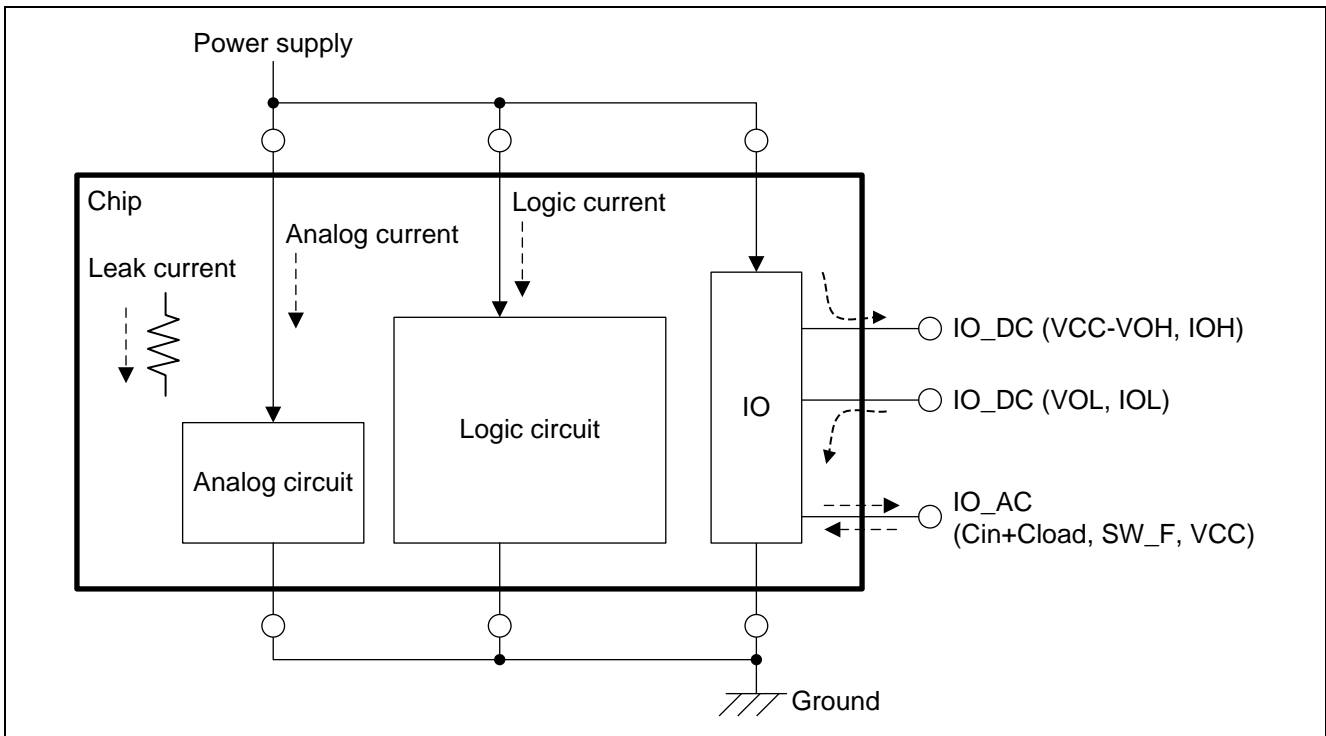 Power supply
Chip
Logic current
Analog current
Leak current
IO_DC (VCC-VOH, IOH)
IO_DC (VOL, IOL)
IO
Logic circuit
Analog circuit
IO_AC
(Cin+Cload, SW_F, VCC)
Ground